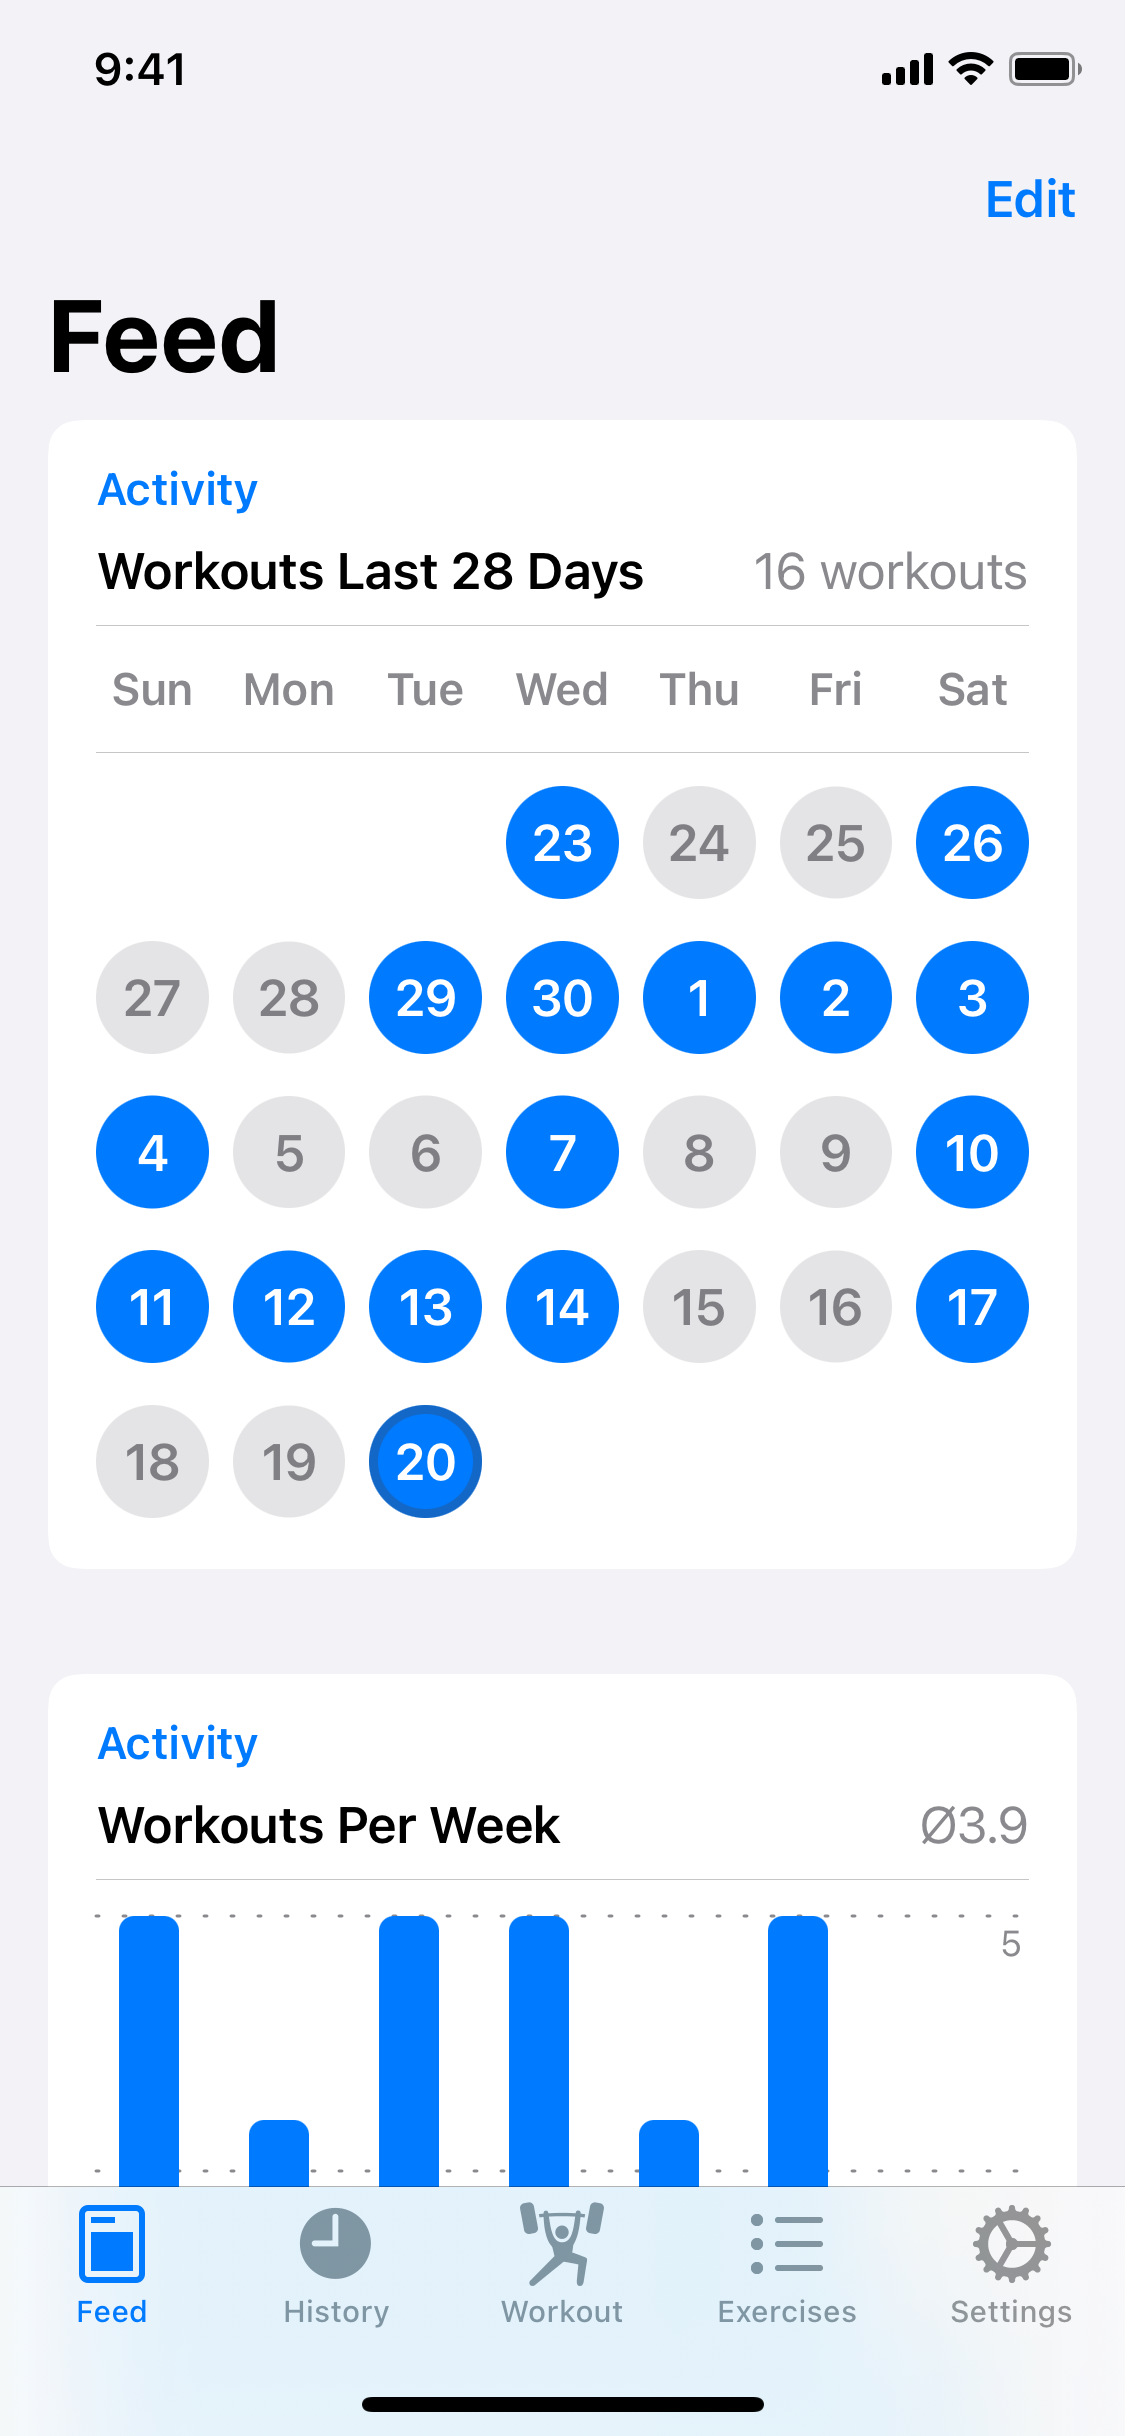 9:41
Edit
Feed
Activity
Workouts Last 28 Days 16 workouts
Sun Mon Tue Wed Thu Fri Sat
23 24 25 26
27 28 29 30 1 2 3
4 5 6 7 8 9 10
11 12 13 14 15 16 17
18 19 20
Activity
Workouts Per Week Ø3.9
5
Feed History Workout Exercises Settings